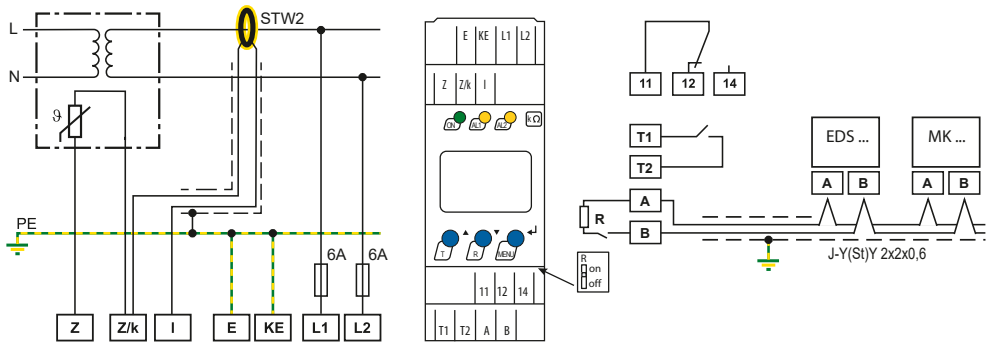 L
STW2
N
ϑ
PE
6A
6A
Z
Z/k
I
E
KE
L1
L2
E KE L1 L2
Z Z/k I
ON
AL1
AL2
kΩ
T
R
MENU
11 12 14
T1 T2 A B
R
on
off
11
12
14
T1
T2
R
A
B
EDS ...
MK ...
A
B
A
B
J-Y(St)Y 2x2x0,6